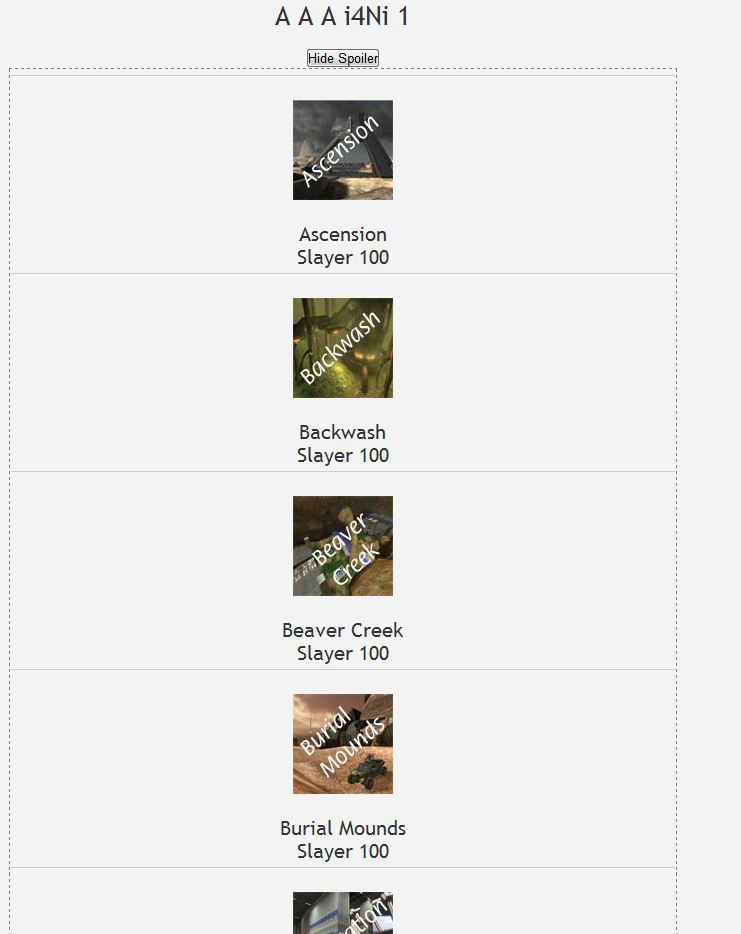 A A A i4Ni 1
Hide Spoiler
Ascension
Ascension
Slayer 100
Backwash
Backwash
Slayer 100
Beaver
Creek
Beaver Creek
Slayer 100
Burial
Mounds
Burial Mounds
Slayer 100